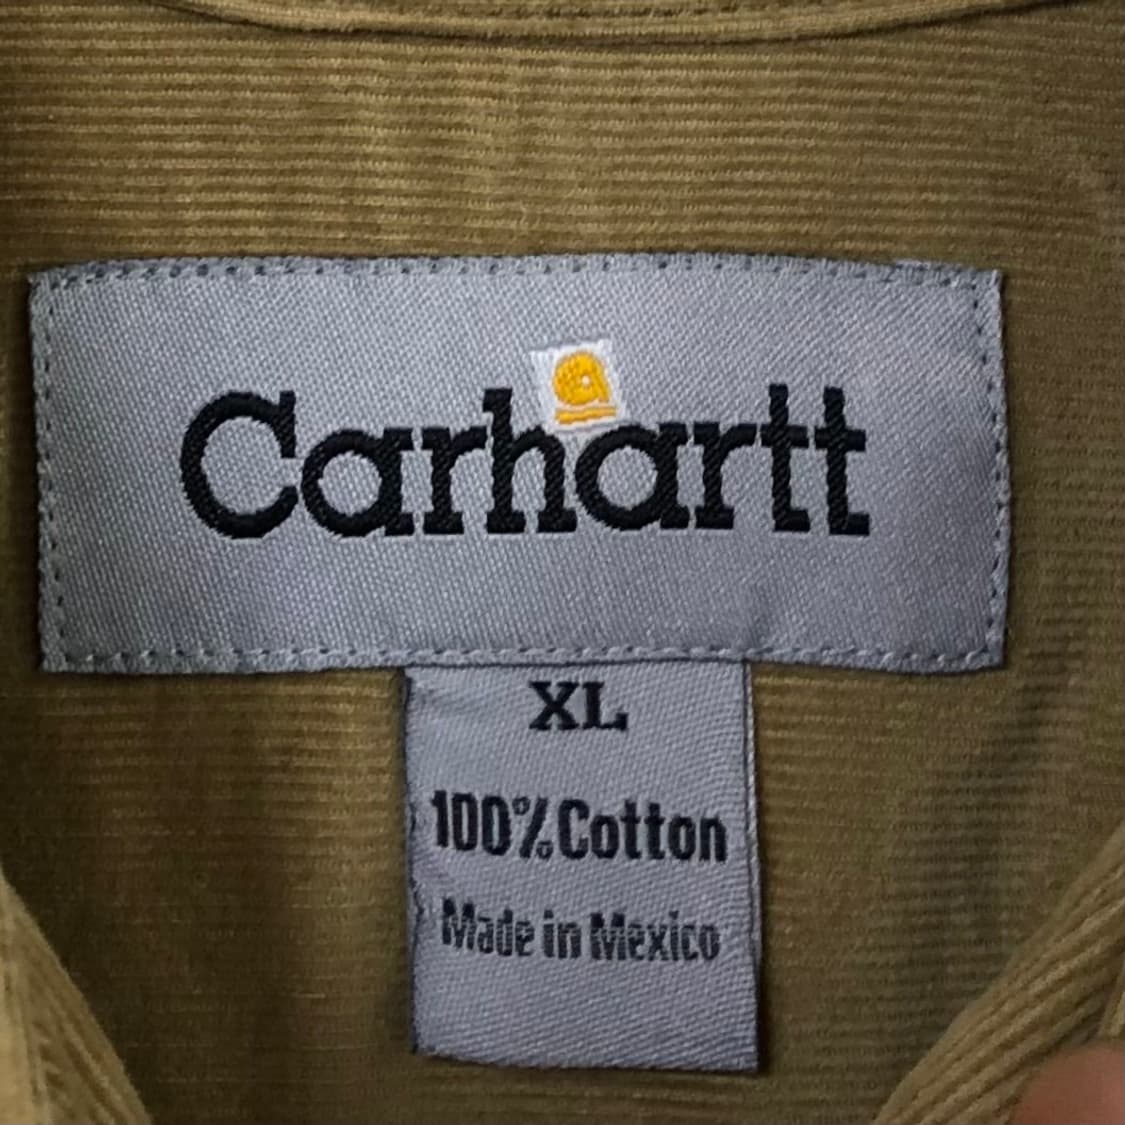 Carhartt
XL
100% Cotton
Made in Mexico